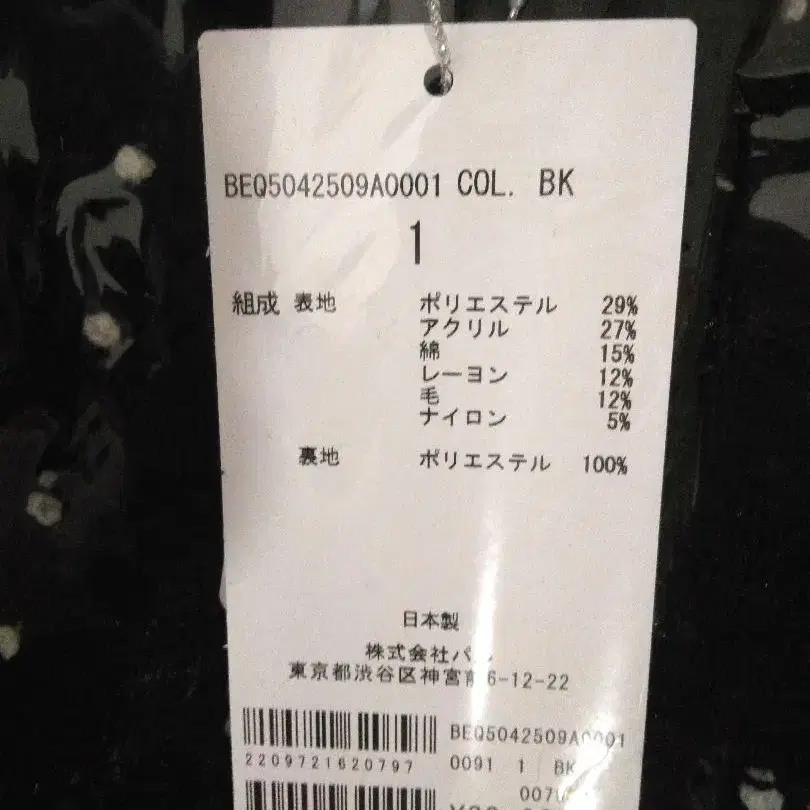 BEQ5042509A0001 COL. BK
1
組成 表地 ポリエステル 29%
アクリル 27%
綿 15%
レーヨン 12%
毛 12%
ナイロン 5%
裏地 ポリエステル 100%
日本製
株式会社
東京都渋谷区神宮前6-12-22
BEQ5042509A0001
2209721620797 0091 1 BK